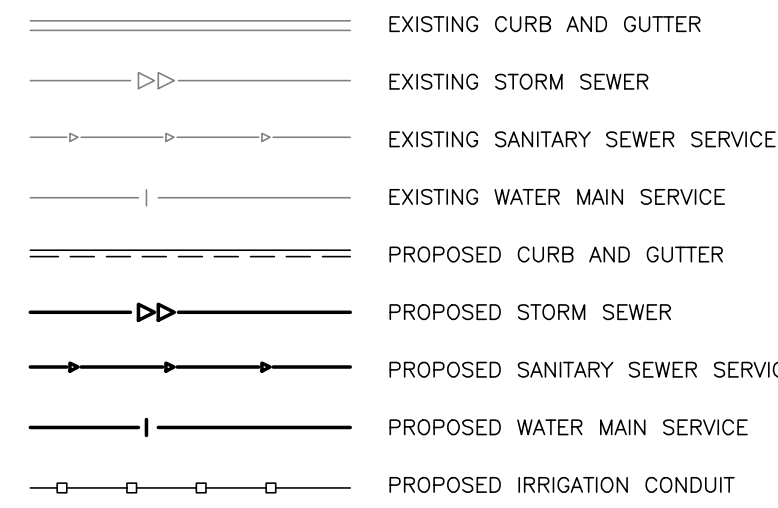 EXISTING CURB AND GUTTER
EXISTING STORM SEWER
EXISTING SANITARY SEWER SERVICE
EXISTING WATER MAIN SERVICE
PROPOSED CURB AND GUTTER
PROPOSED STORM SEWER
PROPOSED SANITARY SEWER
PROPOSED WATER MAIN SERVICE
PROPOSED IRRIGATION CONDUIT